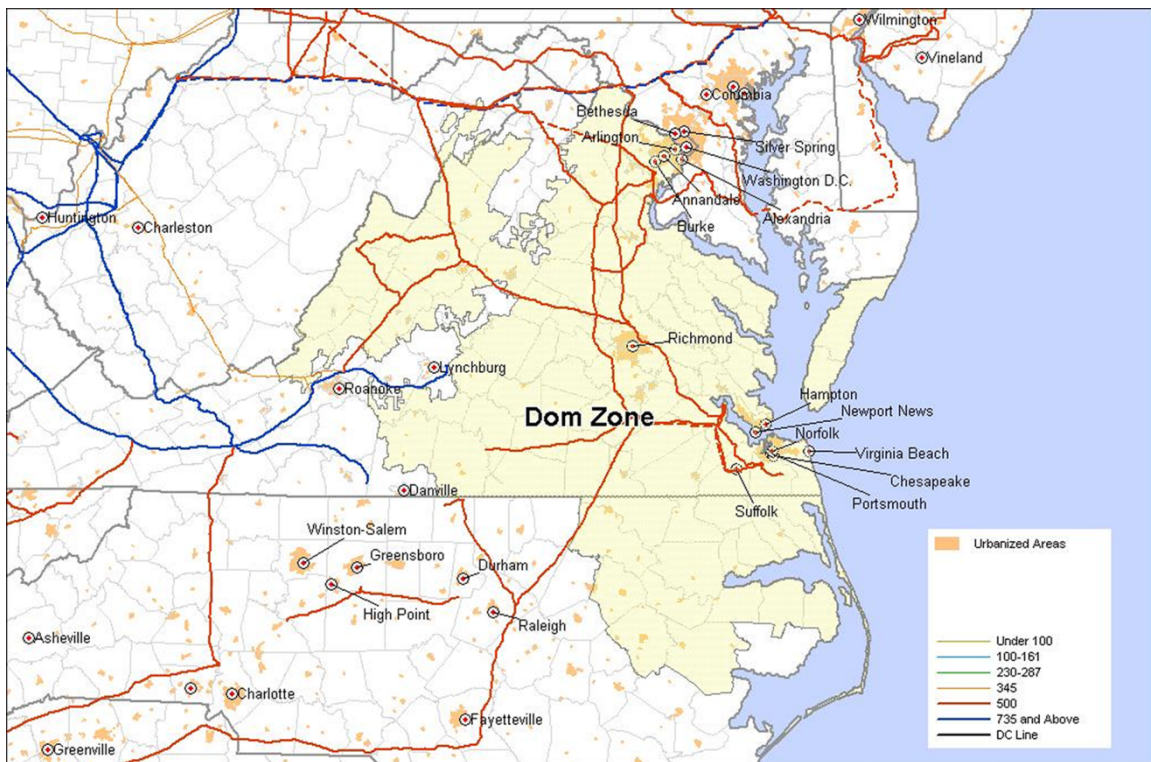 Wilmington
Vineland
Columbia
Bethesda
Arlington
Silver Spring
Washington D.C.
Annandale
Alexandria
Burke
Huntington
Charleston
Richmond
Lynchburg
Roanoke
Hampton
Dom Zone
Newport News
Norfolk
Virginia Beach
Chesapeake
Portsmouth
Danville
Suffolk
Winston-Salem
Greensboro
Durham
High Point
Raleigh
Asheville
Charlotte
Fayetteville
Greenville
Urbanized Areas
Under 100
100-161
230-287
345
500
735 and Above
DC Line